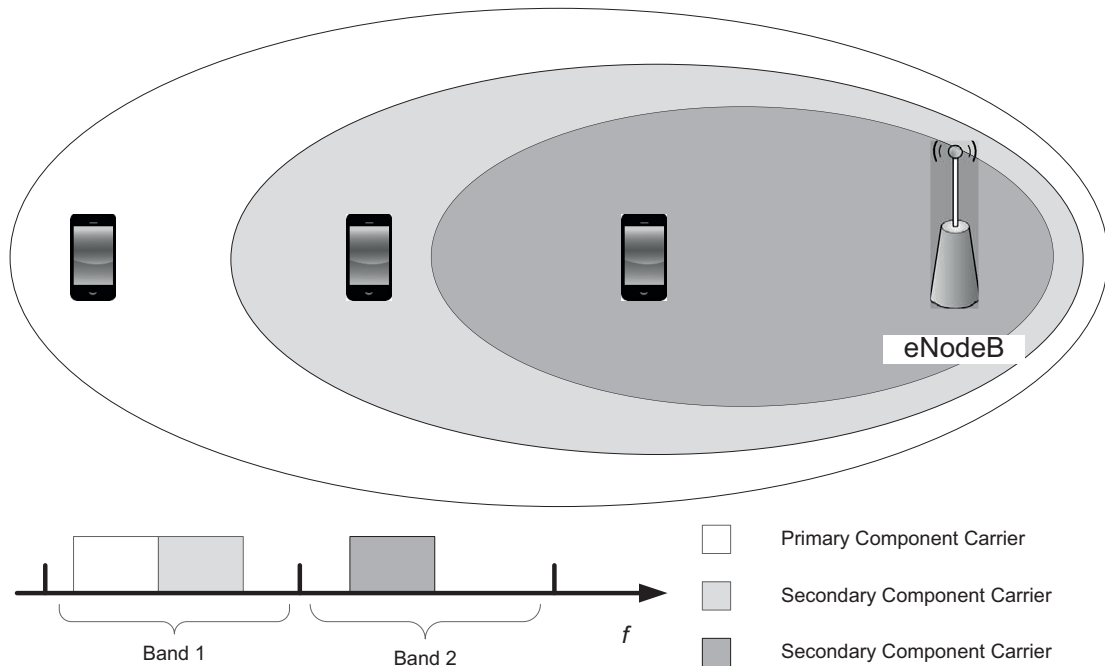 eNodeB
Primary Component Carrier
Secondary Component Carrier
f
Band 1
Band 2
Secondary Component Carrier